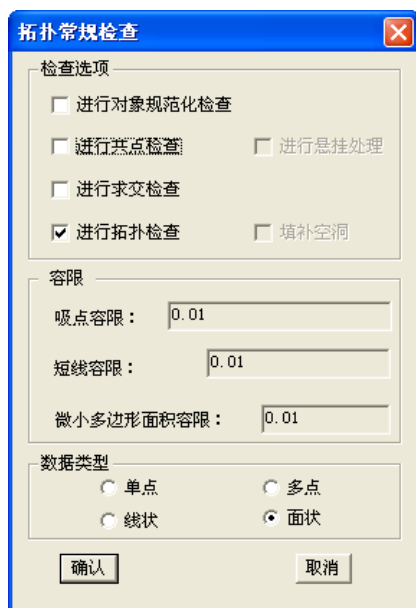 拓扑常规检查
检查选项
进行对象规范化检查
进行共点检查 进行悬挂处理
进行求交检查
进行拓扑检查 填补空洞
容限
吸点容限： 0.01
短线容限： 0.01
微小多边形面积容限： 0.01
数据类型
单点 多点
线状 面状
确认 取消